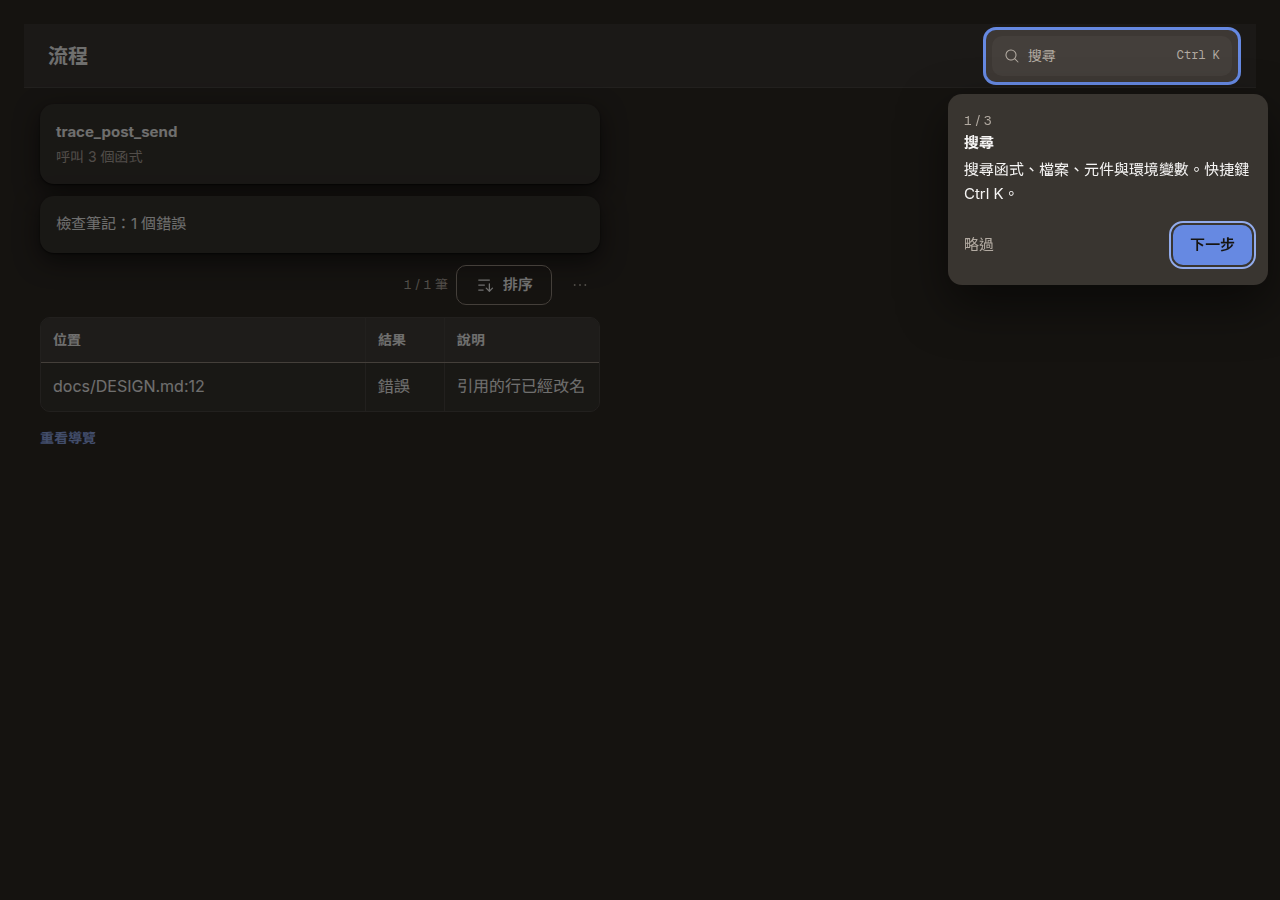 流程
搜尋 Ctrl K
1 / 3
搜尋
搜尋函式、檔案、元件與環境變數。快捷鍵
Ctrl K。
略過 下一步
trace_post_send
呼叫 3 個函式
檢查筆記：1 個錯誤
1 / 1 筆 排序 ···
位置 結果 說明
docs/DESIGN.md:12 錯誤 引用的行已經改名
重看導覽